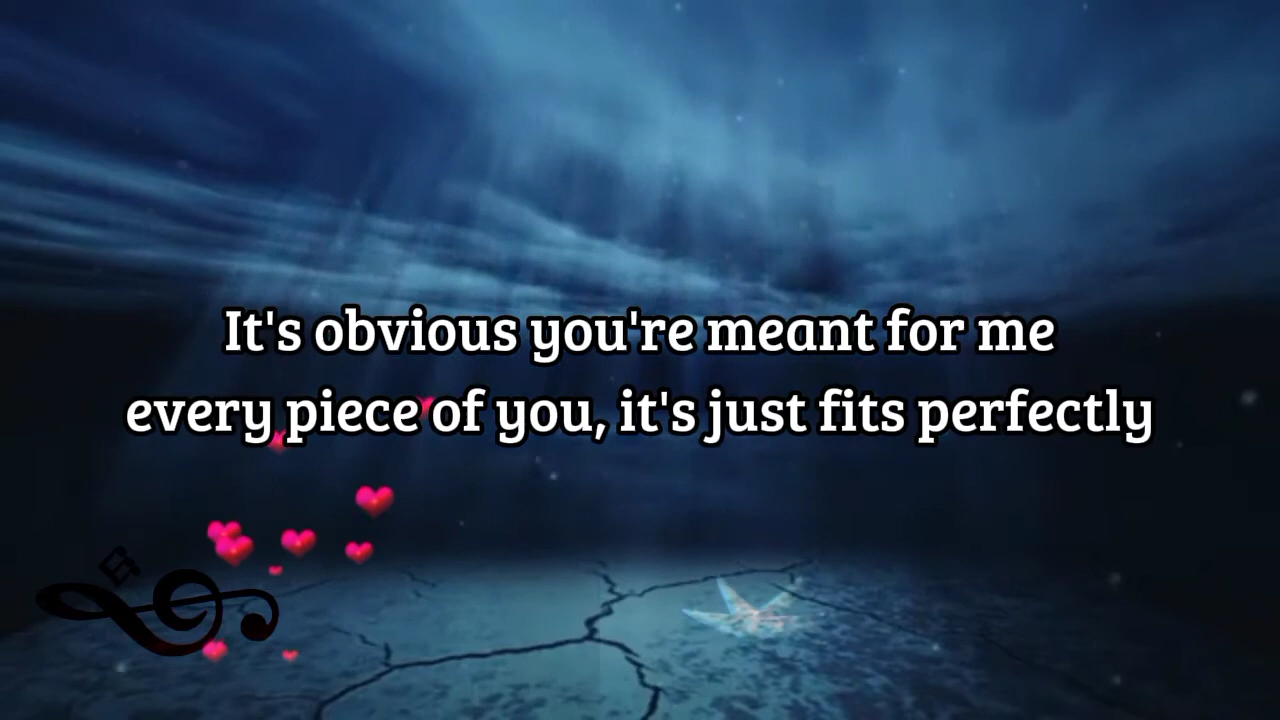 It's obvious you're meant for me
every piece of you, it's just fits perfectly